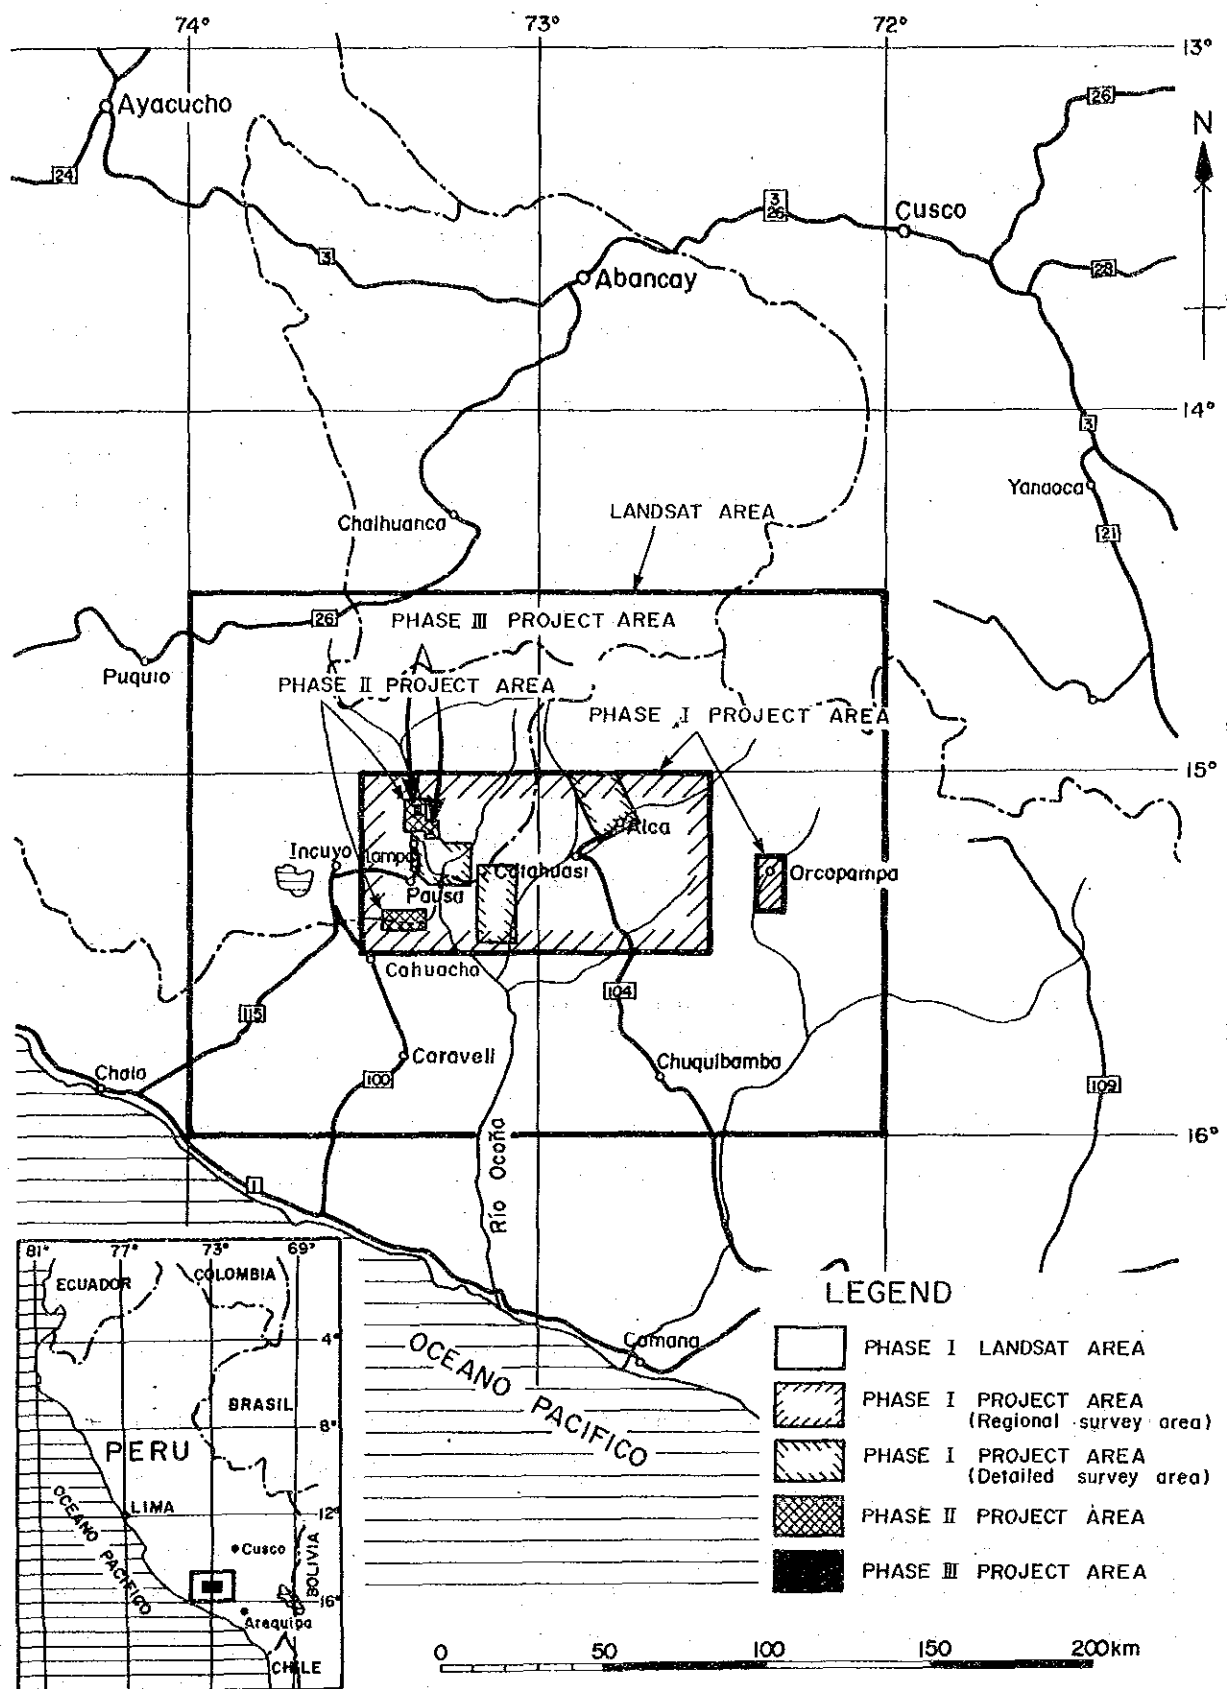 74° 73° 72°
13°
Ayacucho
26
N
24
3
26
Cusco
3
28
Abancay
14°
3
Yanaoca
LANDSAT AREA
Chalhuanca
21
26
PHASE III PROJECT AREA
Puquio
PHASE II PROJECT AREA
PHASE I PROJECT AREA
15°
Alca
Incuyo
Lampa
Cotahuasi
Orcopampa
Pausa
Cahuacho
104
115
Caraveli
Chuquibamba
Chala
100
109
Río Ocoña
16°
1
81° 77° 73° 69°
ECUADOR
COLOMBIA
4°
BRASIL
8°
PERU
LIMA
12°
OCEANO PACIFICO
Cusco
BOLIVIA
16°
Arequipa
CHILE
Camana
OCEANO PACIFICO
LEGEND
PHASE I LANDSAT AREA
PHASE I PROJECT AREA
(Regional survey area)
PHASE I PROJECT AREA
(Detailed survey area)
PHASE II PROJECT AREA
PHASE III PROJECT AREA
0 50 100 150 200km